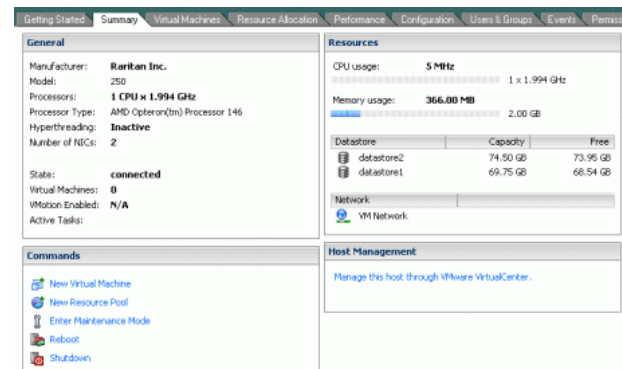 Getting Started Summary Virtual Machines Resource Allocation Performance Configuration Users & Groups Events Permiss
General
Manufacturer: Raritan Inc.
Model: 250
Processors: 1 CPU x 1.994 GHz
Processor Type: AMD Opteron(tm) Processor 146
Hyperthreading: Inactive
Number of NICs: 2
State: connected
Virtual Machines: 0
VMotion Enabled: N/A
Active Tasks:
Commands
New Virtual Machine
New Resource Pool
Enter Maintenance Mode
Reboot
Shutdown
Resources
CPU usage: 5 MHz
1 x 1.994 GHz
Memory usage: 366.00 MB
2.00 GB
Datastore Capacity Free
datastore2 74.50 GB 73.95 GB
datastore1 69.75 GB 68.54 GB
Network
VM Network
Host Management
Manage this host through VMware VirtualCenter.